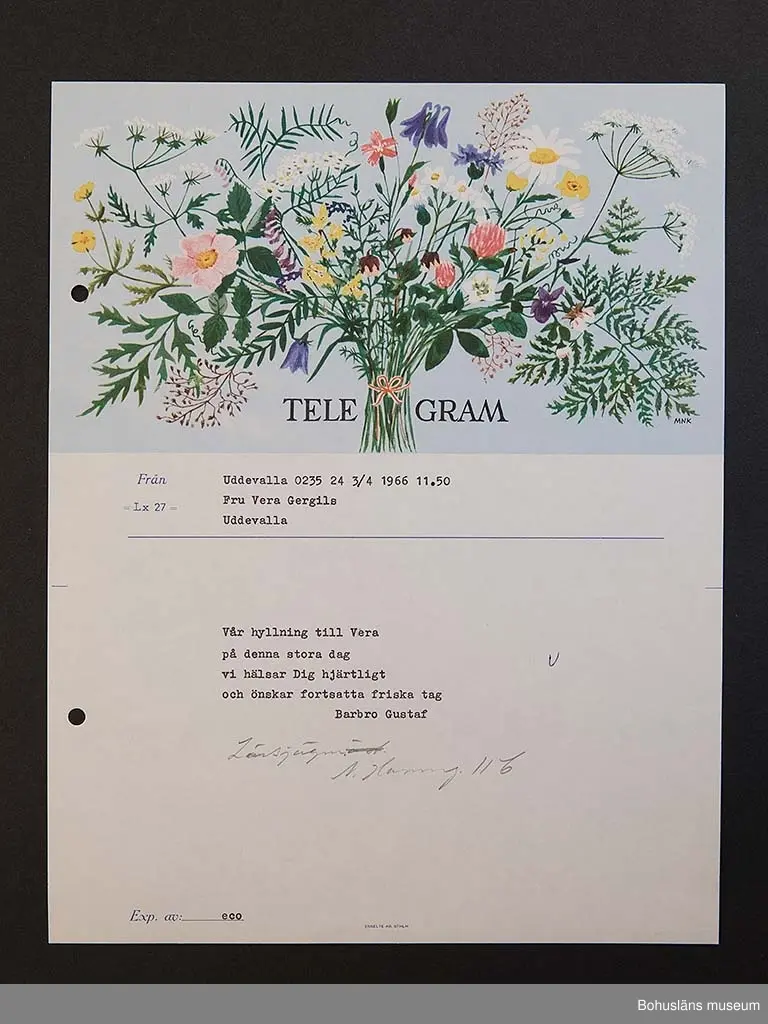 TELE GRAM
MNK
Från
Uddevalla 0235 24 3/4 1966 11.50
=Lx 27=
Fru Vera Gergils
Uddevalla
Vår hyllning till Vera
på denna stora dag
vi hälsar Dig hjärtligt
och önskar fortsatta friska tag
Barbro Gustaf
116
Exp. av: eco
Bohusläns museum